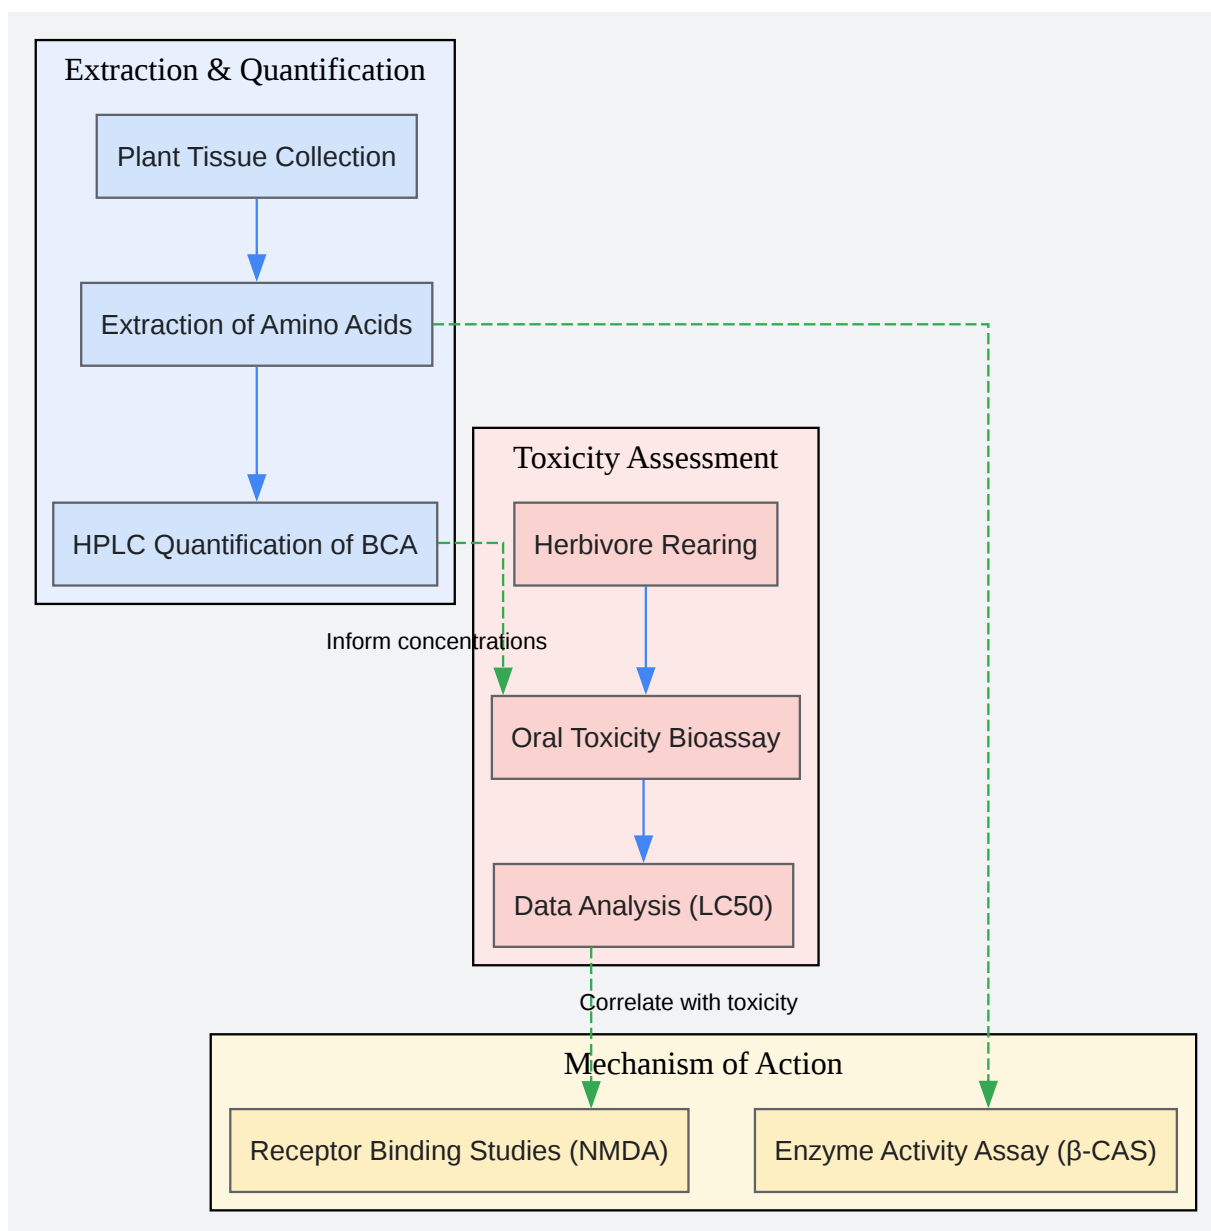 Extraction & Quantification
Plant Tissue Collection
Extraction of Amino Acids
HPLC Quantification of BCA
Toxicity Assessment
Herbivore Rearing
Inform concentrations
Oral Toxicity Bioassay
Data Analysis (LC50)
Correlate with toxicity
Mechanism of Action
Receptor Binding Studies (NMDA)
Enzyme Activity Assay (β-CAS)